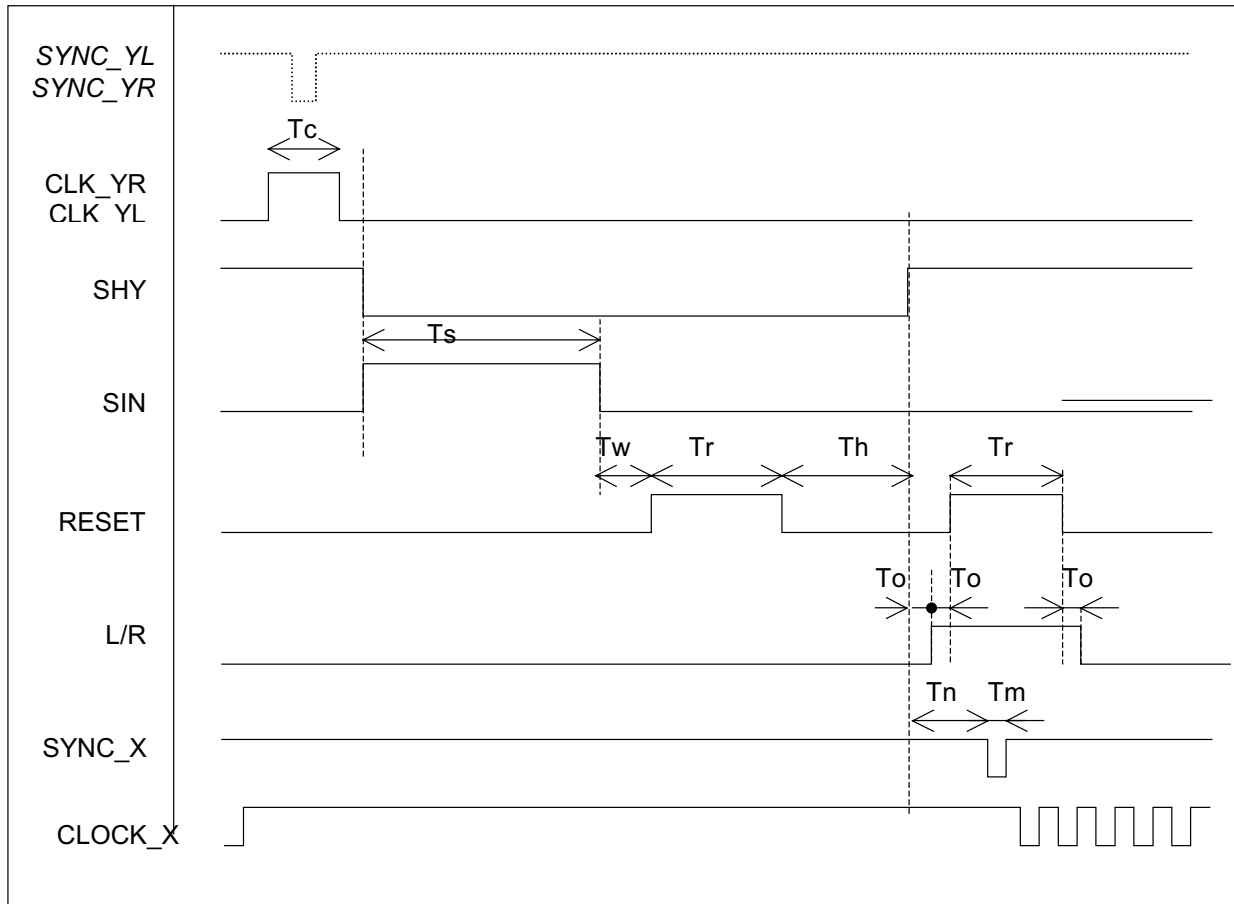 SYNC_YL
SYNC_YR
Tc
CLK_YR
CLK_YL
SHY
Ts
SIN
Tw Tr Th Tr
RESET
To To To
L/R
Tn Tm
SYNC_X
CLOCK_X